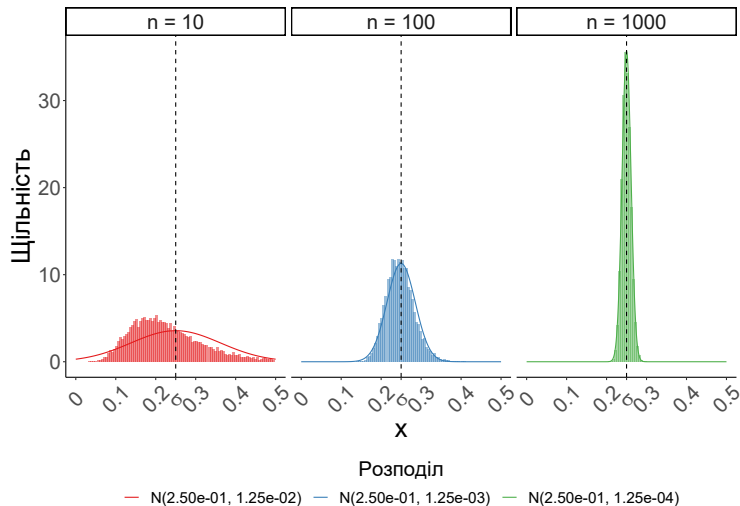 n = 10
n = 100
n = 1000
Щільність
30
20
10
0
0 0.1 0.2 б 0.3 0.4 0.5
0 0.1 0.2 б 0.3 0.4 0.5
0 0.1 0.2 б 0.3 0.4 0.5
x
Розподіл
N(2.50e-01, 1.25e-02)
N(2.50e-01, 1.25e-03)
N(2.50e-01, 1.25e-04)